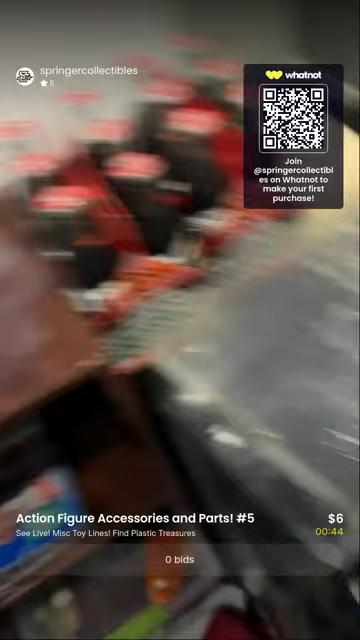 springercollectibles
★ 5
whatnot
Join
@springercollectibl
es on Whatnot to
make your first
purchase!
Action Figure Accessories and Parts! #5
$6
See Live! Misc Toy Lines! Find Plastic Treasures
00:44
0 bids